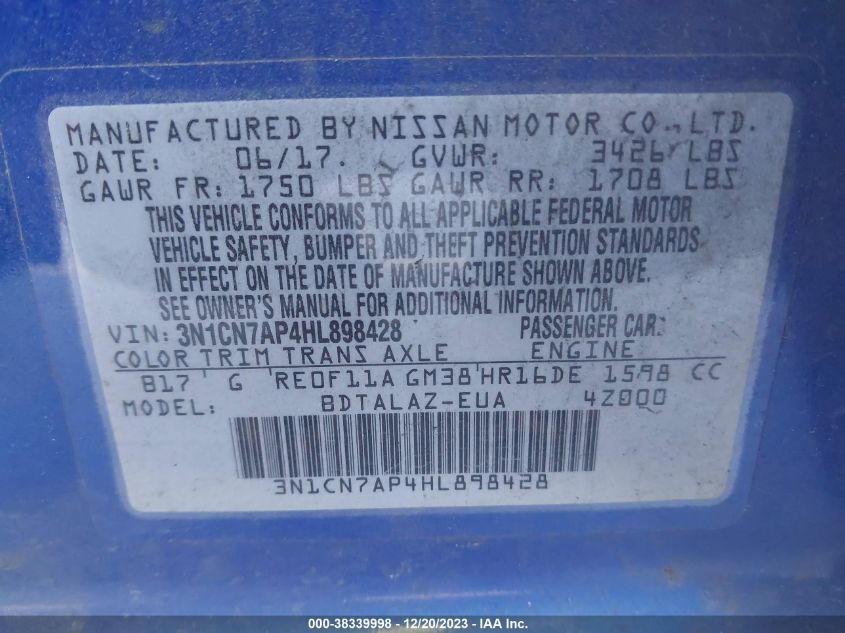 MANUFACTURED BY NISSAN MOTOR CO., LTD.
DATE: 06/17. GVWR: 3426 LBS
GAWR FR: 1750 LBS GAWR RR: 1708 LBS
THIS VEHICLE CONFORMS TO ALL APPLICABLE FEDERAL MOTOR
VEHICLE SAFETY, BUMPER AND THEFT PREVENTION STANDARDS
IN EFFECT ON THE DATE OF MANUFACTURE SHOWN ABOVE.
SEE OWNER'S MANUAL FOR ADDITIONAL INFORMATION.
VIN: 3N1CN7AP4HL898428 PASSENGER CAR
COLOR TRIM TRANS AXLE ENGINE
B17 G RE0F11A GM38 HR16DE 1598 CC
MODEL: BDTALAZ-EUA 4Z000
3N1CN7AP4HL898428
000-38339998 - 12/20/2023 - IAA Inc.